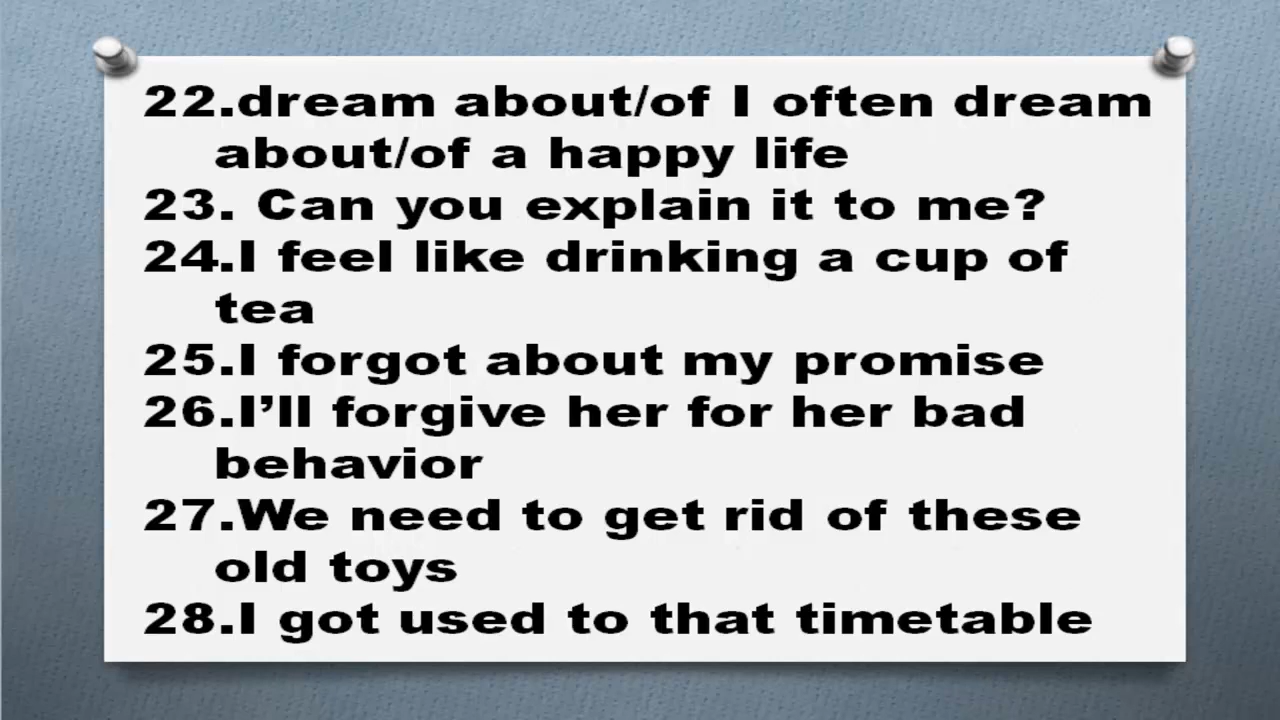 22.dream about/of I often dream
about/of a happy life
23. Can you explain it to me?
24.I feel like drinking a cup of
tea
25.I forgot about my promise
26.I’ll forgive her for her bad
behavior
27.We need to get rid of these
old toys
28.I got used to that timetable